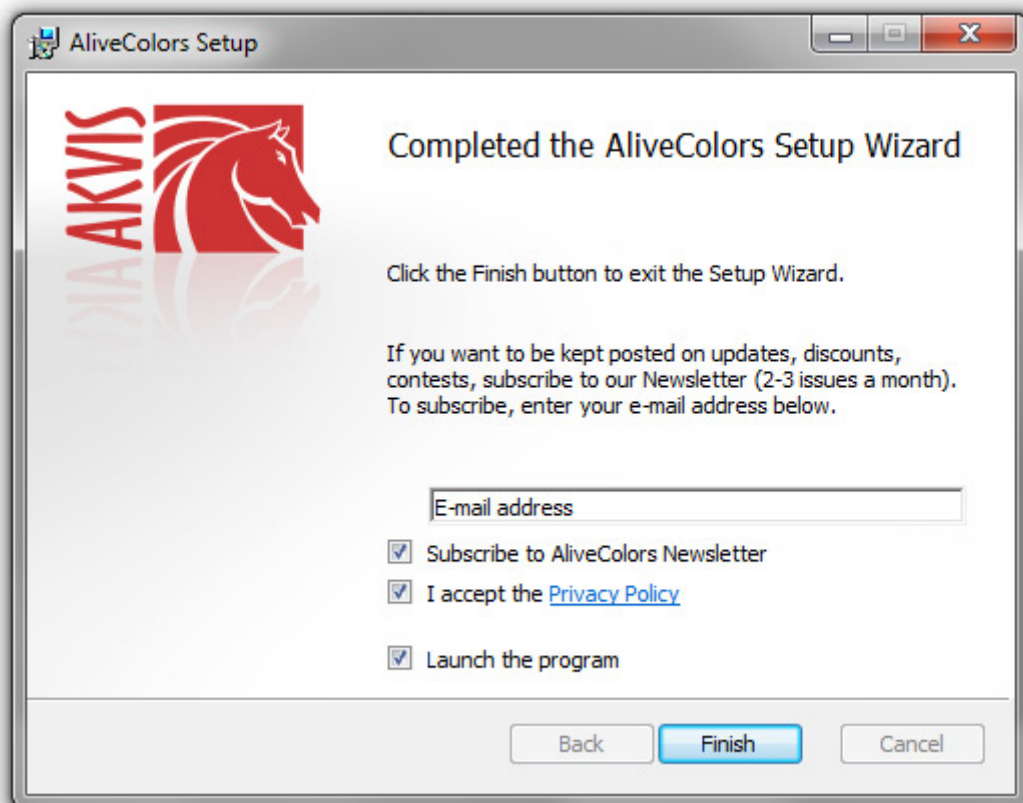 AliveColors Setup
AKVIS
Completed the AliveColors Setup Wizard
Click the Finish button to exit the Setup Wizard.
If you want to be kept posted on updates, discounts,
contests, subscribe to our Newsletter (2-3 issues a month).
To subscribe, enter your e-mail address below.
E-mail address
Subscribe to AliveColors Newsletter
I accept the Privacy Policy
Launch the program
Back Finish Cancel